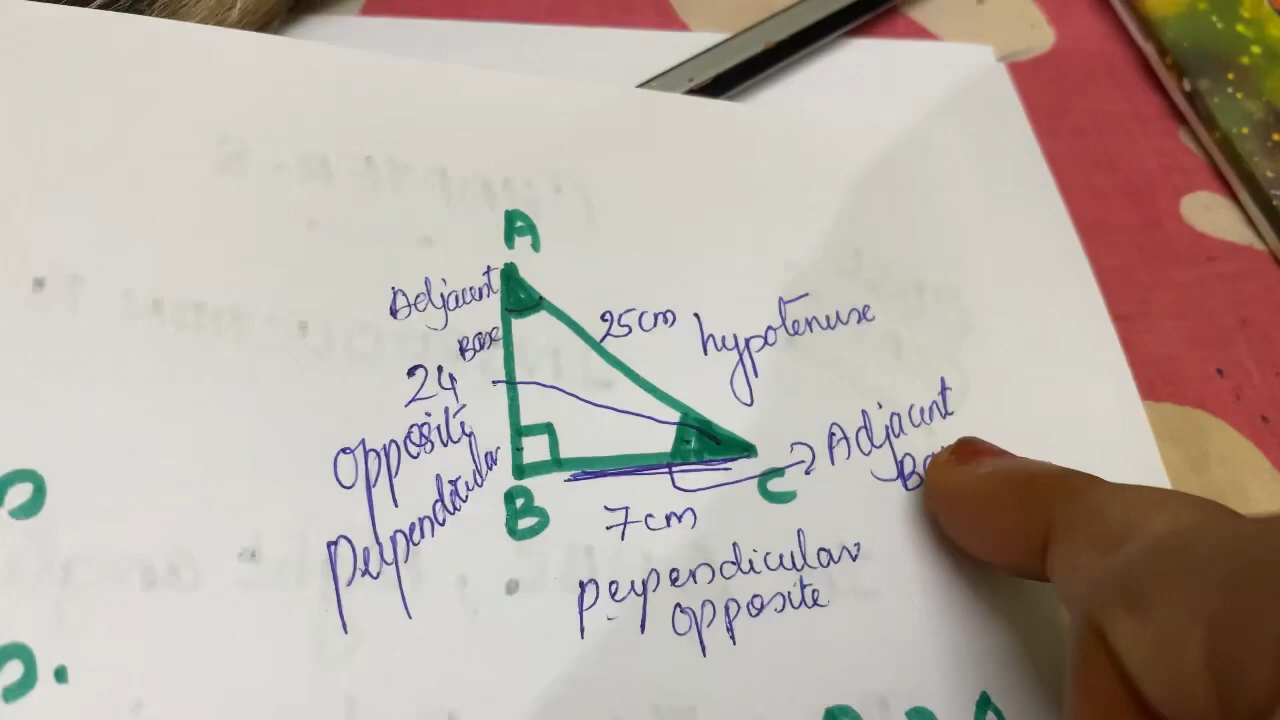 A
Adjacent
Base
25cm
hypotenuse
24
opposite
perpendicular
Adjacent
B
C
7cm
perpendicular
opposite